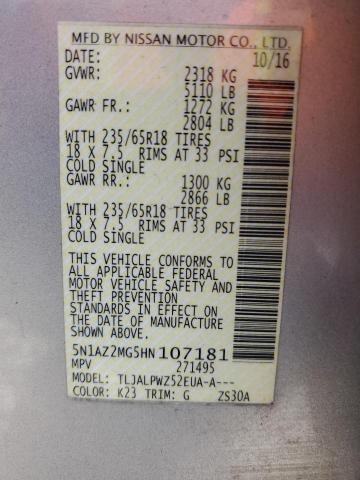 MFD BY NISSAN MOTOR CO., LTD.
DATE: 10/16
GVWR: 2318 KG
5110 LB
GAWR FR.: 1272 KG
2804 LB
WITH 235/65R18 TIRES
18 X 7.5 RIMS AT 33 PSI
COLD SINGLE
GAWR RR.: 1300 KG
2866 LB
WITH 235/65R18 TIRES
18 X 7.5 RIMS AT 33 PSI
COLD SINGLE
THIS VEHICLE CONFORMS TO
ALL APPLICABLE FEDERAL
MOTOR VEHICLE SAFETY AND
THEFT PREVENTION
STANDARDS IN EFFECT ON
THE DATE OF MANUFACTURE
SHOWN ABOVE.
5N1AZ2MG5HN107181
MPV 271495
MODEL: TLJALPWZ52EUA-A---
COLOR: K23 TRIM: G ZS30A